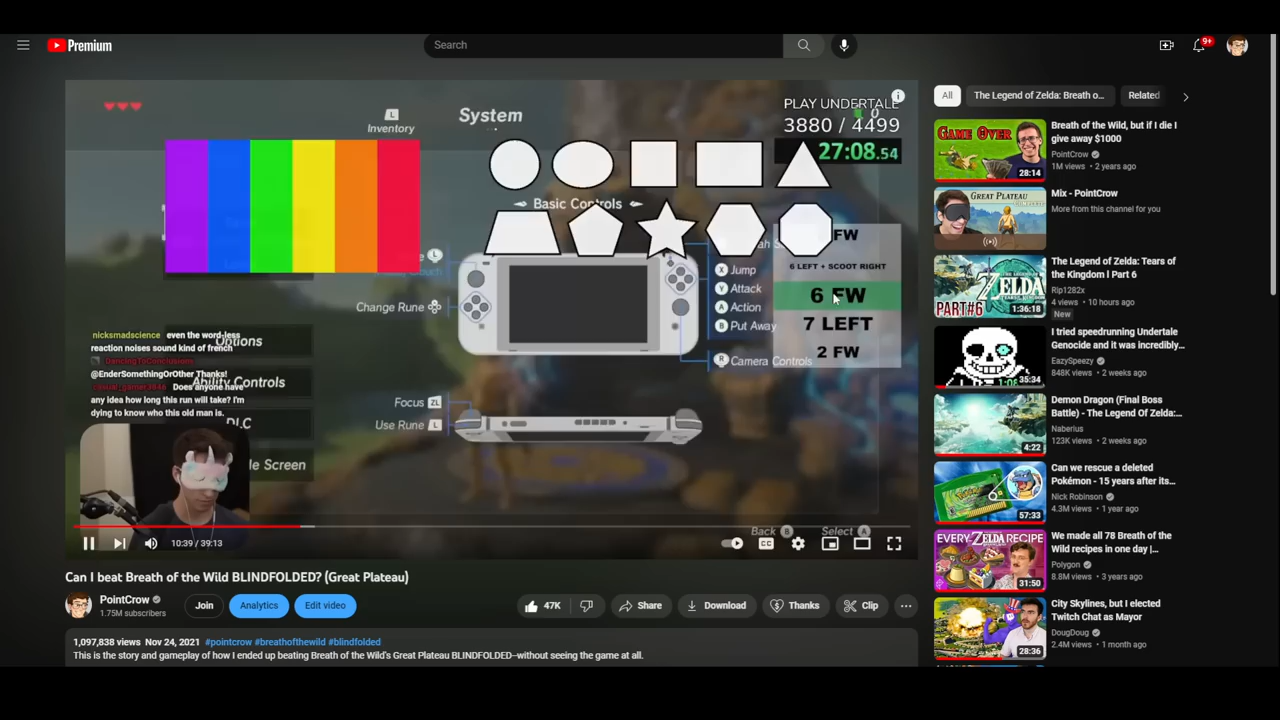 Premium
Search
9+
PLAY UNDERTALE
3880 / 4499
27:08.54
0
L
Inventory
System
Basic Controls
FW
6 LEFT + SCOOT RIGHT
6 FW
7 LEFT
2 FW
L
Change Rune
X Jump
Y Attack
A Action
B Put Away
R Camera Controls
Focus ZL
Use Rune L
Options
Ability Controls
DLC
le Screen
nicksmadscience even the word-less
reaction noises sound kind of french
DancingToConclusions
@EnderSomethingOrOther Thanks!
Does anyone have
any idea how long this run will take? I'm
dying to know who this old man is.
Back B
Select A
10:39 / 39:13
CC
Can I beat Breath of the Wild BLINDFOLDED? (Great Plateau)
PointCrow
1.75M subscribers
Join
Analytics
Edit video
47K
Share
Download
Thanks
Clip
1,097,838 views Nov 24, 2021 #pointcrow #breathofthewild #blindfolded
This is the story and gameplay of how I ended up beating Breath of the Wild's Great Plateau BLINDFOLDED–without seeing the game at all.
All
The Legend of Zelda: Breath o...
Related
GAME OVER
28:14
Breath of the Wild, but if I die I
give away $1000
PointCrow
1M views • 2 years ago
GREAT PLATEAU
Mix - PointCrow
More from this channel for you
ZELDA
PART#6
1:36:18
The Legend of Zelda: Tears of
the Kingdom I Part 6
Rip1282x
4 views • 10 hours ago
New
35:34
I tried speedrunning Undertale
Genocide and it was incredibly...
EazySpeezy
848K views • 2 weeks ago
4:22
Demon Dragon (Final Boss
Battle) - The Legend Of Zelda:...
Naberius
123K views • 2 weeks ago
57:33
Can we rescue a deleted
Pokémon - 15 years after its...
Nick Robinson
4.3M views • 1 year ago
EVERY ZELDA RECIPE
31:50
We made all 78 Breath of the
Wild recipes in one day |...
Polygon
8.8M views • 3 years ago
28:36
City Skylines, but I elected
Twitch Chat as Mayor
DougDoug
2.4M views • 1 month ago